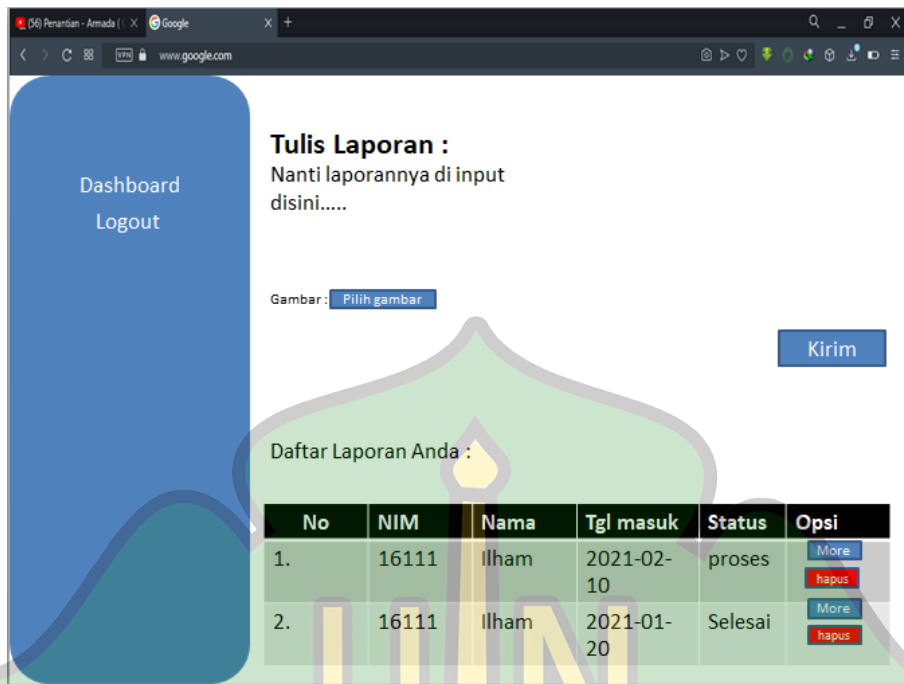 (56) Penantian - Armada (
Google
VPN
www.google.com
Dashboard
Logout
Tulis Laporan :
Nanti laporannya di input
disini.....
Gambar : Pilih gambar
Kirim
Daftar Laporan Anda :
No NIM Nama Tgl masuk Status Opsi
1. 16111 Ilham 2021-02-10 proses More hapus
2. 16111 Ilham 2021-01-20 Selesai More hapus
UIN